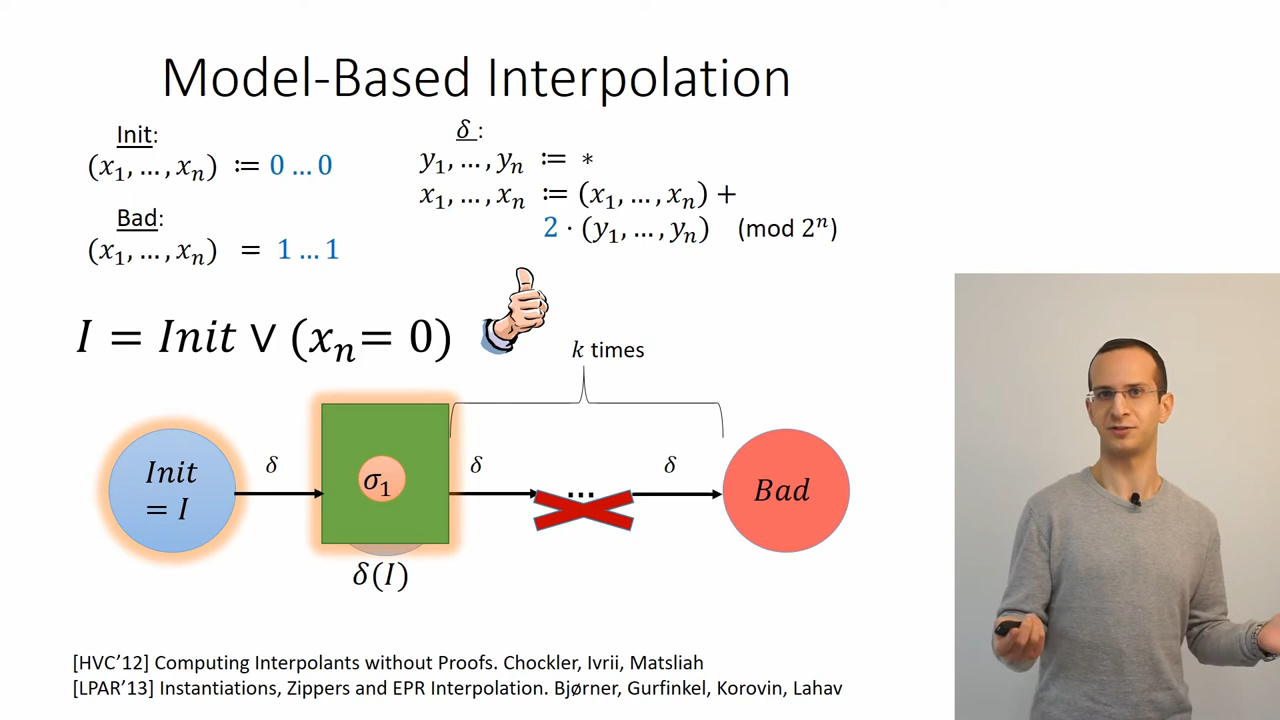 Model-Based Interpolation
Init:
(x₁, …, xₙ) ≔ 0 … 0
Bad:
(x₁, …, xₙ) = 1 … 1
δ :
y₁, …, yₙ ≔ ∗
x₁, …, xₙ ≔ (x₁, …, xₙ) +
2 · (y₁, …, yₙ) (mod 2ⁿ)
I = Init ∨ (xₙ = 0)
k times
Init
= I
δ
σ₁
δ
…
δ
Bad
δ(I)
[HVC’12] Computing Interpolants without Proofs. Chockler, Ivrii, Matsliah
[LPAR’13] Instantiations, Zippers and EPR Interpolation. Bjørner, Gurfinkel, Korovin, Lahav